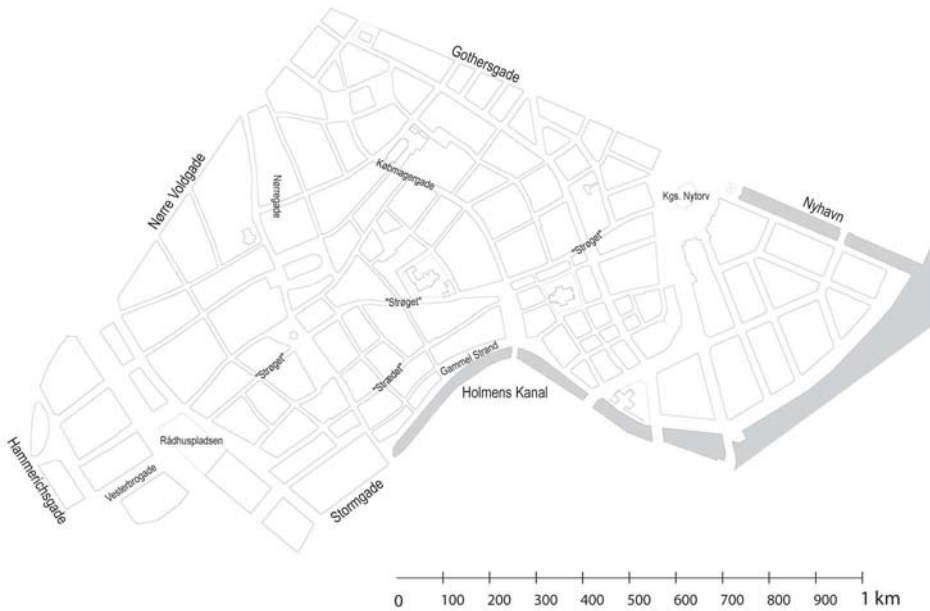 Gothersgade
Nørre Voldgade
Nørregade
Købmagergade
Kgs. Nytorv
Nyhavn
"Strøget"
"Strøget"
"Strøget"
"Strædet"
Gammel Strand
Holmens Kanal
Rådhuspladsen
Hammerichsgade
Vesterbrogade
Stormgade
0 100 200 300 400 500 600 700 800 900 1 km